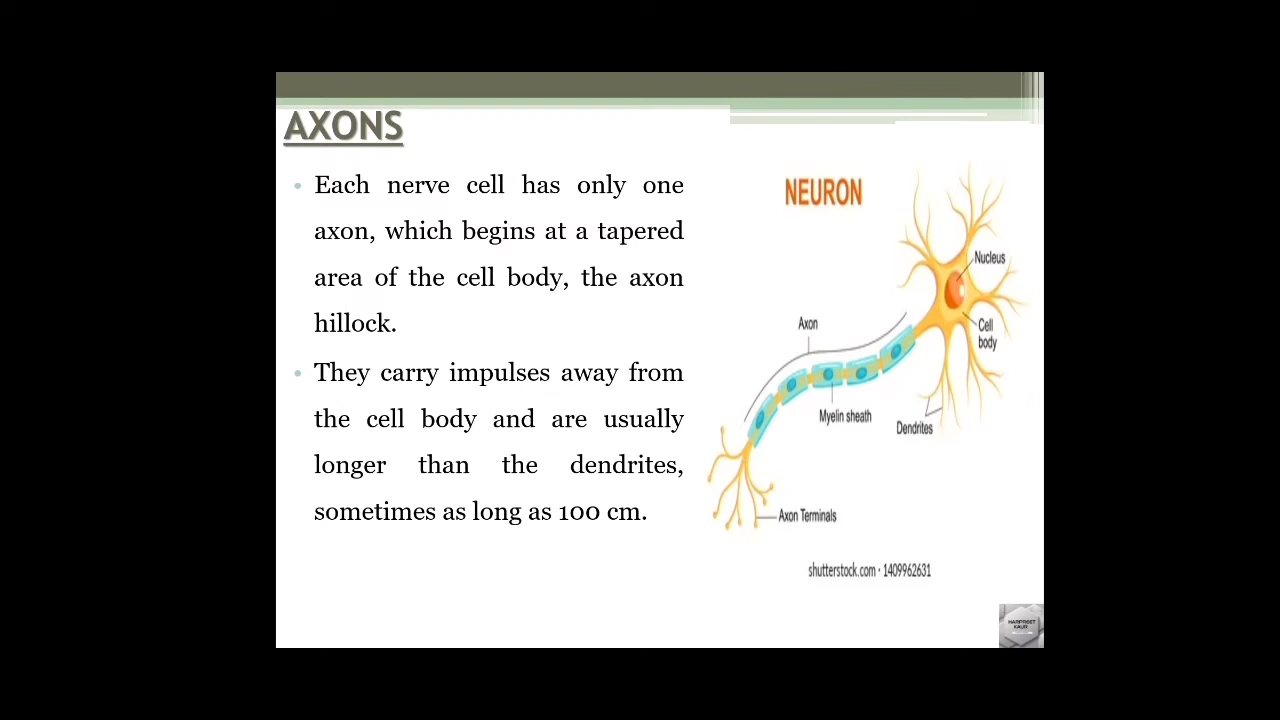 AXONS
• Each nerve cell has only one
axon, which begins at a tapered
area of the cell body, the axon
hillock.
• They carry impulses away from
the cell body and are usually
longer than the dendrites,
sometimes as long as 100 cm.
NEURON
Nucleus
Axon
Cell
body
Myelin sheath
Dendrites
Axon Terminals
shutterstock.com · 1409962631
HARPREET
KAUR